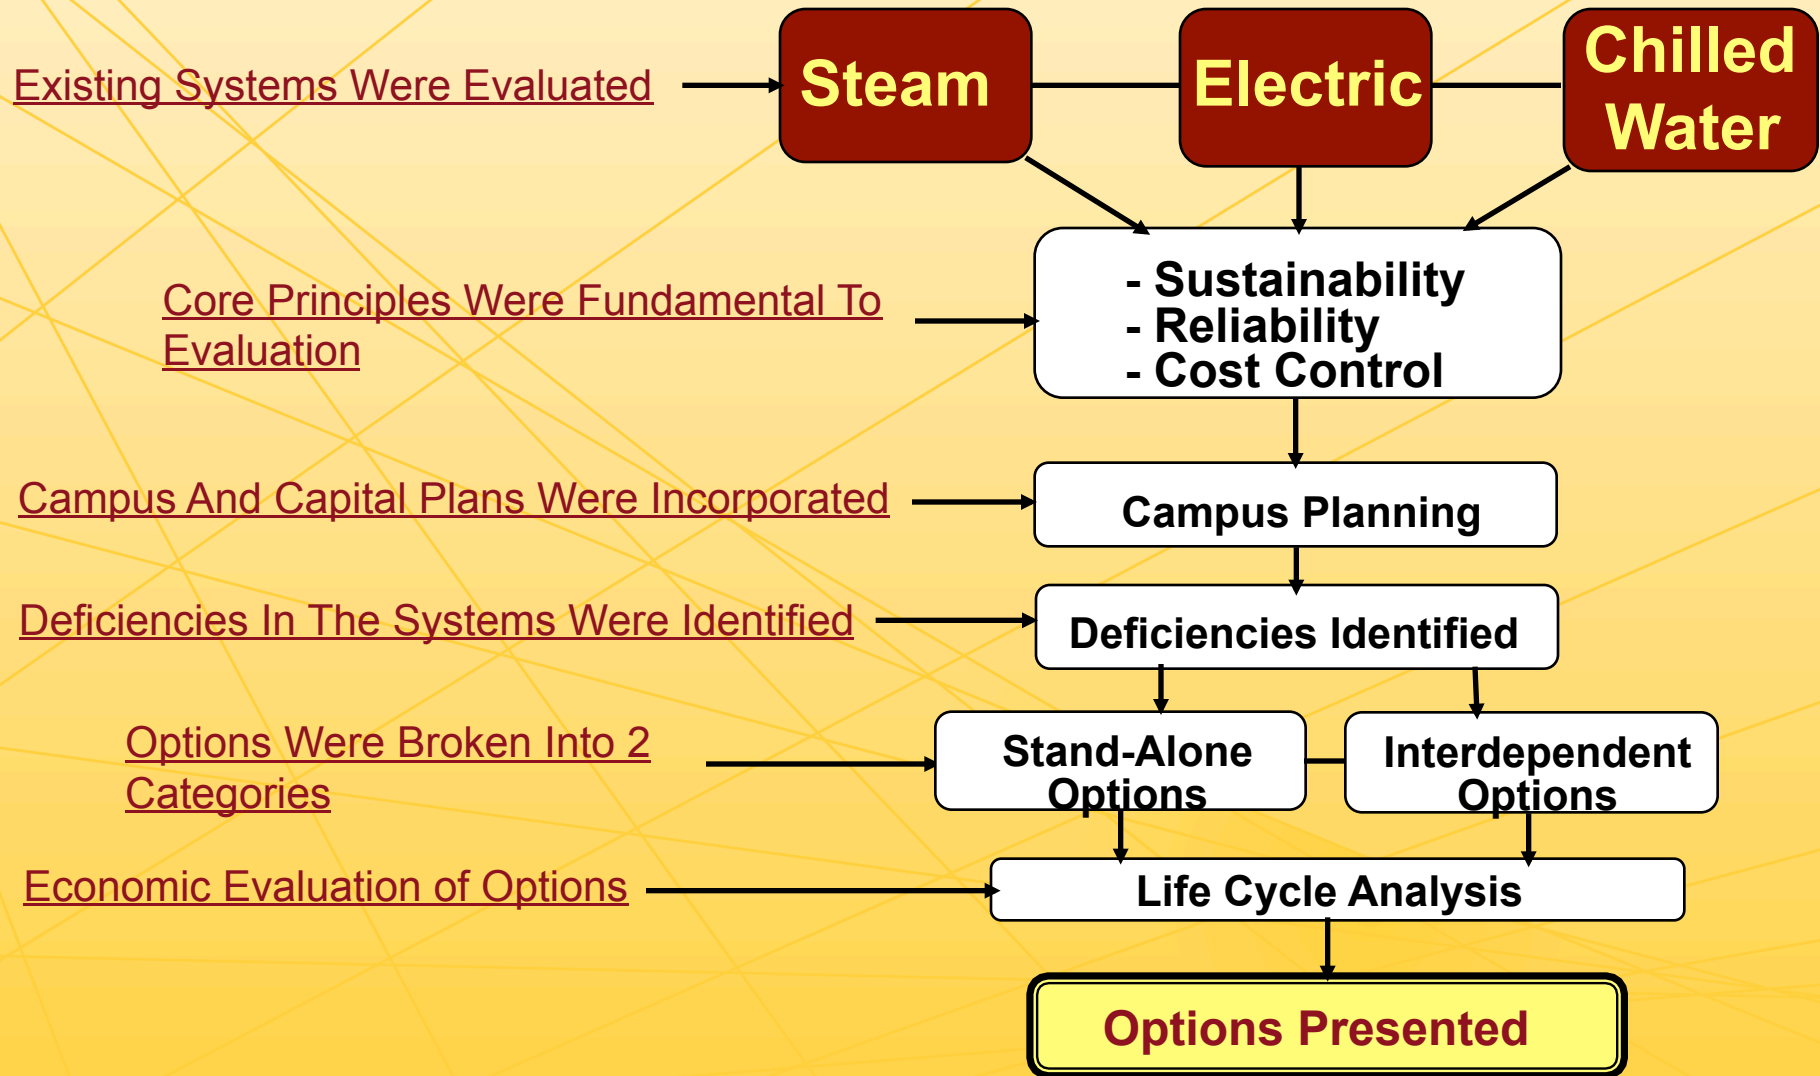 Existing Systems Were Evaluated
Steam
Electric
Chilled
Water
Core Principles Were Fundamental To
Evaluation
- Sustainability
- Reliability
- Cost Control
Campus And Capital Plans Were Incorporated
Campus Planning
Deficiencies In The Systems Were Identified
Deficiencies Identified
Options Were Broken Into 2
Categories
Stand-Alone
Options
Interdependent
Options
Economic Evaluation of Options
Life Cycle Analysis
Options Presented